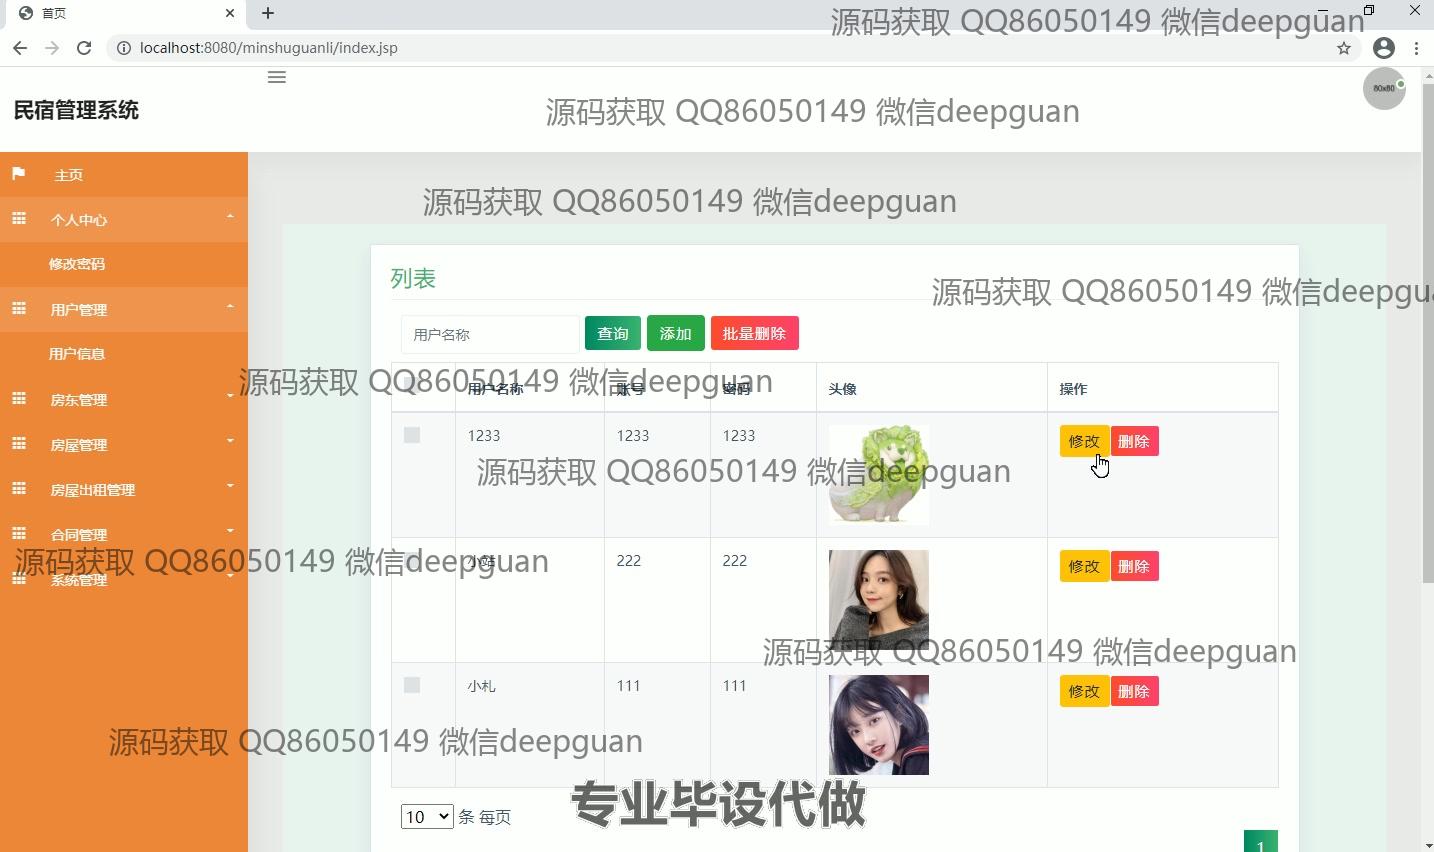 首页
源码获取 QQ86050149 微信deepguan
localhost:8080/minshuguanli/index.jsp
80x80
民宿管理系统
源码获取 QQ86050149 微信deepguan
主页
源码获取 QQ86050149 微信deepguan
个人中心
修改密码
列表
源码获取 QQ86050149 微信deepgu
用户管理
用户名称 查询 添加 批量删除
用户信息
源码获取 QQ86050149 微信deepguan
用户名称 账号 密码 头像 操作
房东管理
1233 1233 1233 修改 删除
房屋管理
源码获取 QQ86050149 微信deepguan
房屋出租管理
合同管理
源码获取 QQ86050149 微信deepguan
小站 222 222 修改 删除
系统管理
源码获取 QQ86050149 微信deepguan
小札 111 111 修改 删除
源码获取 QQ86050149 微信deepguan
专业毕设代做
10 条 每页
1